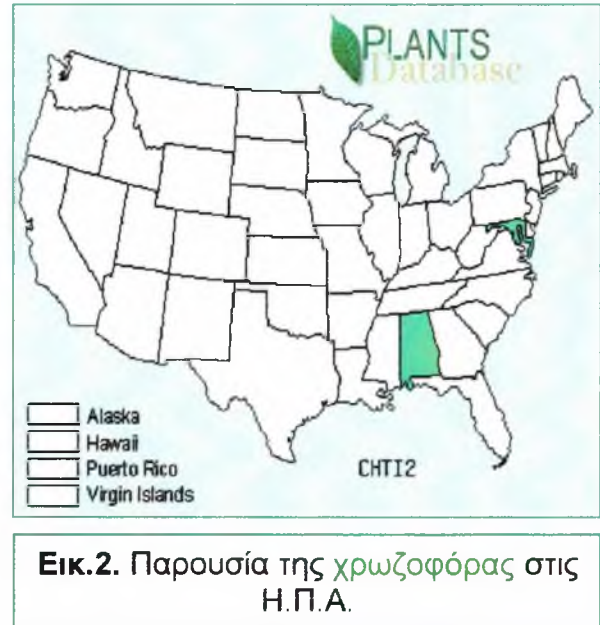 PLANTS
Database
Alaska
Hawaii
Puerto Rico
Virgin Islands
CHTI2
Εικ.2. Παρουσία της χρωζοφόρας στις
Η.Π.Α.